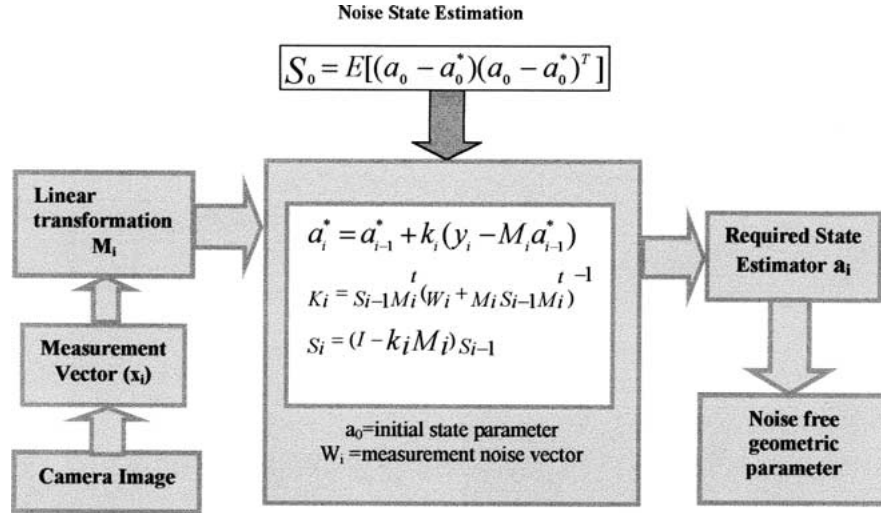 Noise State Estimation
S₀ = E[(a₀ − a₀*)(a₀ − a₀*)ᵀ]
Linear
transformation
Mᵢ
Measurement
Vector (xᵢ)
Camera Image
aᵢ* = aᵢ₋₁* + kᵢ(yᵢ − Mᵢaᵢ₋₁*)
Kᵢ = Sᵢ₋₁Mᵢᵗ(Wᵢ + MᵢSᵢ₋₁Mᵢᵗ)⁻¹
Sᵢ = (I − kᵢMᵢ)Sᵢ₋₁
a₀=initial state parameter
Wᵢ =measurement noise vector
Required State
Estimator aᵢ
Noise free
geometric
parameter